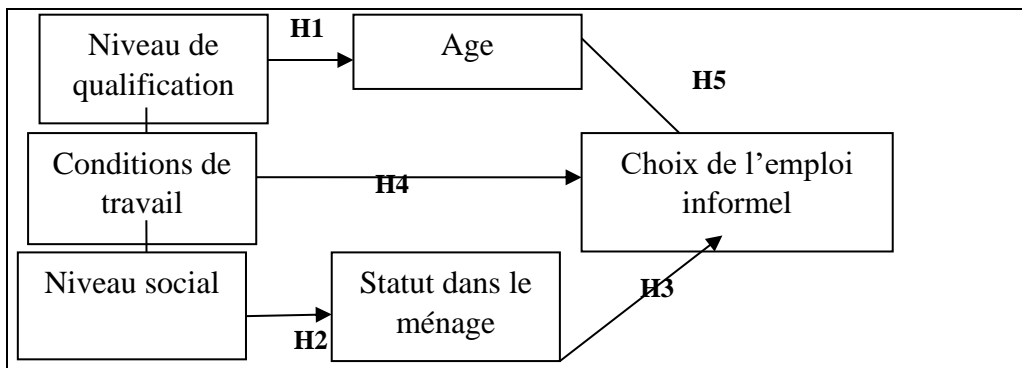 Niveau de
qualification
H1
Age
H5
Conditions de
travail
H4
Choix de l’emploi
informel
Niveau social
H2
Statut dans le
ménage
H3